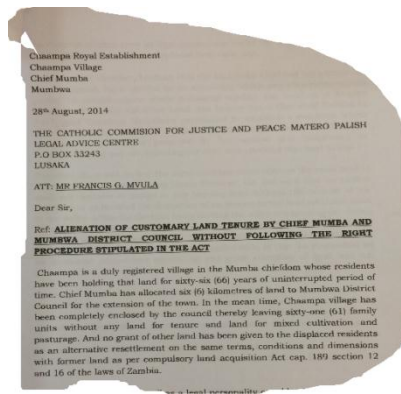 Chaampa Royal Establishment
Chaampa Village
Chief Mumba
Mumbwa
28th August, 2014
THE CATHOLIC COMMISION FOR JUSTICE AND PEACE MATERO PALISH
LEGAL ADVICE CENTRE
P.O BOX 33243
LUSAKA
ATT: MR FRANCIS G. MVULA
Dear Sir,
Ref: ALIENATION OF CUSTOMARY LAND TENURE BY CHIEF MUMBA AND
MUMBWA DISTRICT COUNCIL WITHOUT FOLLOWING THE RIGHT
PROCEDURE STIPULATED IN THE ACT
Chaampa is a duly registered village in the Mumba chiefdom whose residents
have been holding that land for sixty-six (66) years of uninterrupted period of
time. Chief Mumba has allocated six (6) kilometres of land to Mumbwa District
Council for the extension of the town. In the mean time, Chaampa village has
been completely enclosed by the council thereby leaving sixty-one (61) family
units without any land for tenure and land for mixed cultivation and
pasturage. And no grant of other land has been given to the displaced residents
as an alternative resettlement on the same terms, conditions and dimensions
with former land as per compulsory land acquisition Act cap. 189 section 12
and 16 of the laws of Zambia.
as a legal personality